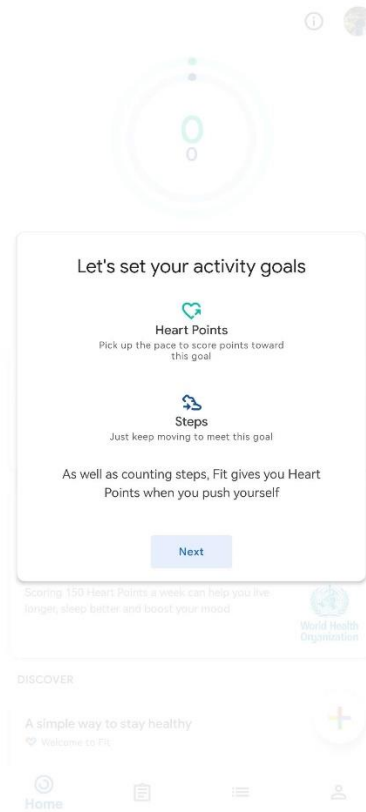 0
0
Let's set your activity goals
Heart Points
Pick up the pace to score points toward
this goal
Steps
Just keep moving to meet this goal
As well as counting steps, Fit gives you Heart
Points when you push yourself
Next
Scoring 150 Heart Points a week can help you live
longer, sleep better and boost your mood
World Health
Organization
DISCOVER
A simple way to stay healthy
Welcome to Fit
Home